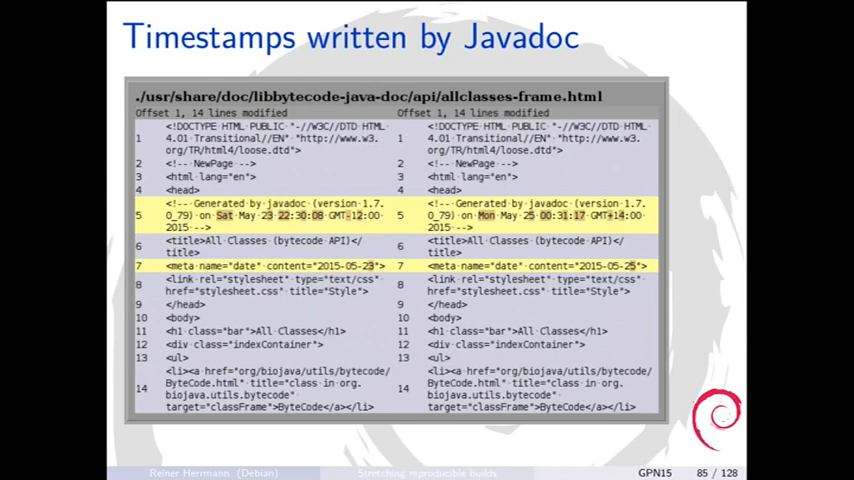 Timestamps written by Javadoc
./usr/share/doc/libbytecode-java-doc/api/allclasses-frame.html
Offset 1, 14 lines modified
Offset 1, 14 lines modified
1 <!DOCTYPE·HTML·PUBLIC·"-//W3C//DTD·HTML·
4.01·Transitional//EN"·"http://www.w3.
org/TR/html4/loose.dtd">
2 <!--·NewPage·-->
3 <html·lang="en">
4 <head>
5 <!--·Generated·by·javadoc·(version·1.7.
0_79)·on·Sat·May·23·22:30:08·GMT-12:00·
2015·-->
6 <title>All·Classes·(bytecode·API)</
title>
7 <meta·name="date"·content="2015-05-23">
8 <link·rel="stylesheet"·type="text/css"·
href="stylesheet.css"·title="Style">
9 </head>
10 <body>
11 <h1·class="bar">All·Classes</h1>
12 <div·class="indexContainer">
13 <ul>
14 <li><a·href="org/biojava/utils/bytecode/
ByteCode.html"·title="class·in·org.
biojava.utils.bytecode"·
target="classFrame">ByteCode</a></li>
1 <!DOCTYPE·HTML·PUBLIC·"-//W3C//DTD·HTML·
4.01·Transitional//EN"·"http://www.w3.
org/TR/html4/loose.dtd">
2 <!--·NewPage·-->
3 <html·lang="en">
4 <head>
5 <!--·Generated·by·javadoc·(version·1.7.
0_79)·on·Mon·May·25·00:31:17·GMT+14:00·
2015·-->
6 <title>All·Classes·(bytecode·API)</
title>
7 <meta·name="date"·content="2015-05-25">
8 <link·rel="stylesheet"·type="text/css"·
href="stylesheet.css"·title="Style">
9 </head>
10 <body>
11 <h1·class="bar">All·Classes</h1>
12 <div·class="indexContainer">
13 <ul>
14 <li><a·href="org/biojava/utils/bytecode/
ByteCode.html"·title="class·in·org.
biojava.utils.bytecode"·
target="classFrame">ByteCode</a></li>
Reiner Herrmann (Debian)
Stretching reproducible builds
GPN15
85 / 128